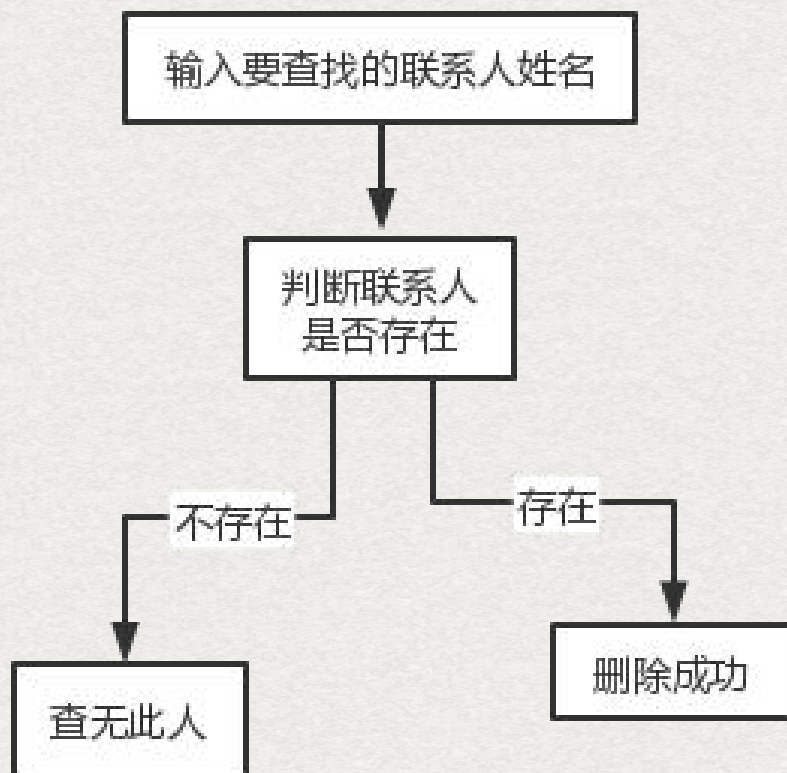 输入要查找的联系人姓名
判断联系人
是否存在
不存在
存在
删除成功
查无此人